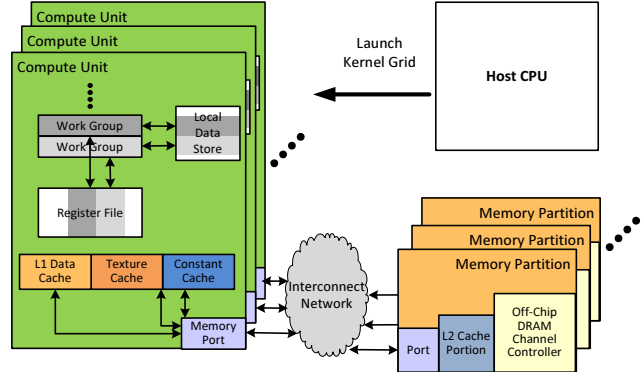 Compute Unit
Compute Unit
Compute Unit
Work Group
Work Group
Local
Data
Store
Register File
L1 Data
Cache
Texture
Cache
Constant
Cache
Memory
Port
Launch
Kernel Grid
Host CPU
Interconnect
Network
Memory Partition
Memory Partition
Memory Partition
Port
L2 Cache
Portion
Off-Chip
DRAM
Channel
Controller